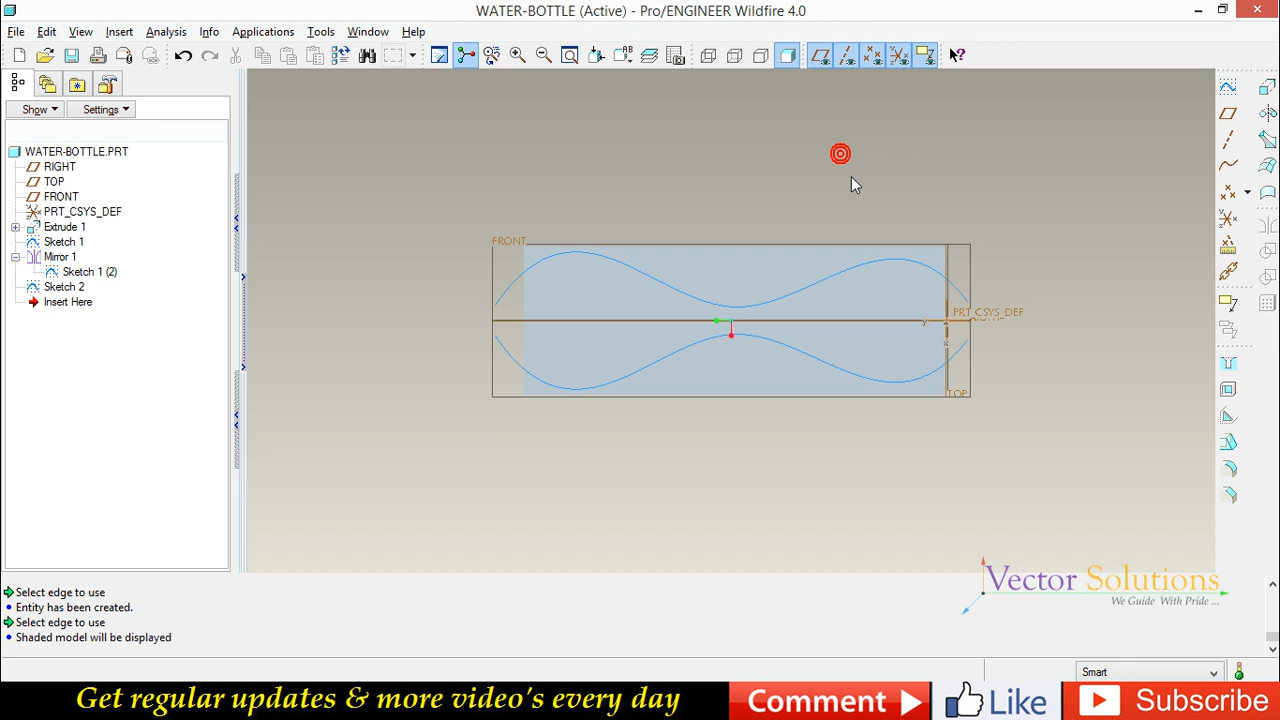 WATER-BOTTLE (Active) - Pro/ENGINEER Wildfire 4.0
File Edit View Insert Analysis Info Applications Tools Window Help
Show Settings
WATER-BOTTLE.PRT
RIGHT
TOP
FRONT
PRT_CSYS_DEF
Extrude 1
Sketch 1
Mirror 1
Sketch 1 (2)
Sketch 2
Insert Here
FRONT
PRT_CSYS_DEF
y
x
TOP
Vector Solutions
We Guide With Pride ...
Select edge to use
Entity has been created.
Select edge to use
Shaded model will be displayed
Smart
Get regular updates & more video's every day
Comment
Like
Subscribe